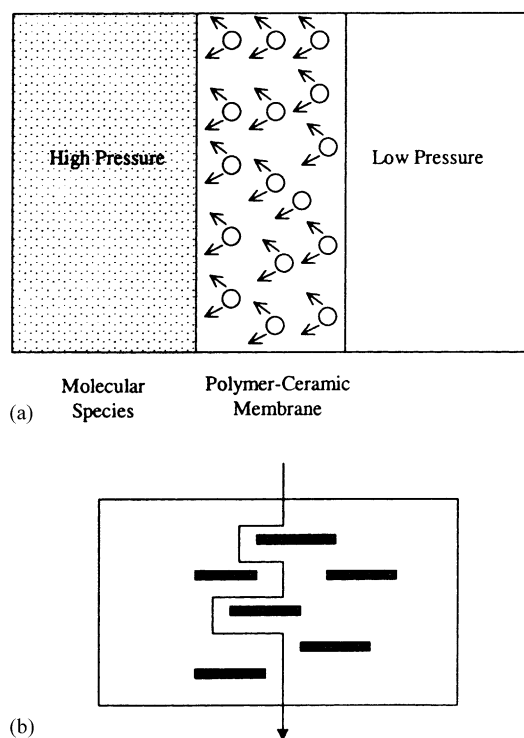 High Pressure
Low Pressure
Molecular
Species
Polymer-Ceramic
Membrane
(a)
(b)